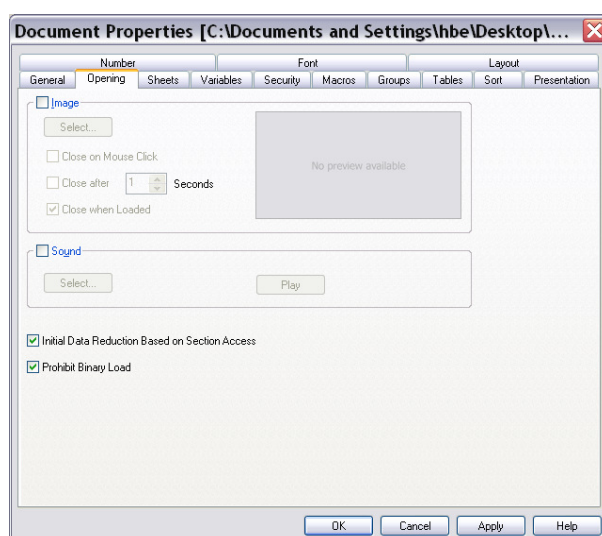 Document Properties [C:\Documents and Settings\hbe\Desktop\...
Number Font Layout
General Opening Sheets Variables Security Macros Groups Tables Sort Presentation
Image
Select...
No preview available
Close on Mouse Click
Close after 1 Seconds
Close when Loaded
Sound
Select... Play
Initial Data Reduction Based on Section Access
Prohibit Binary Load
OK Cancel Apply Help